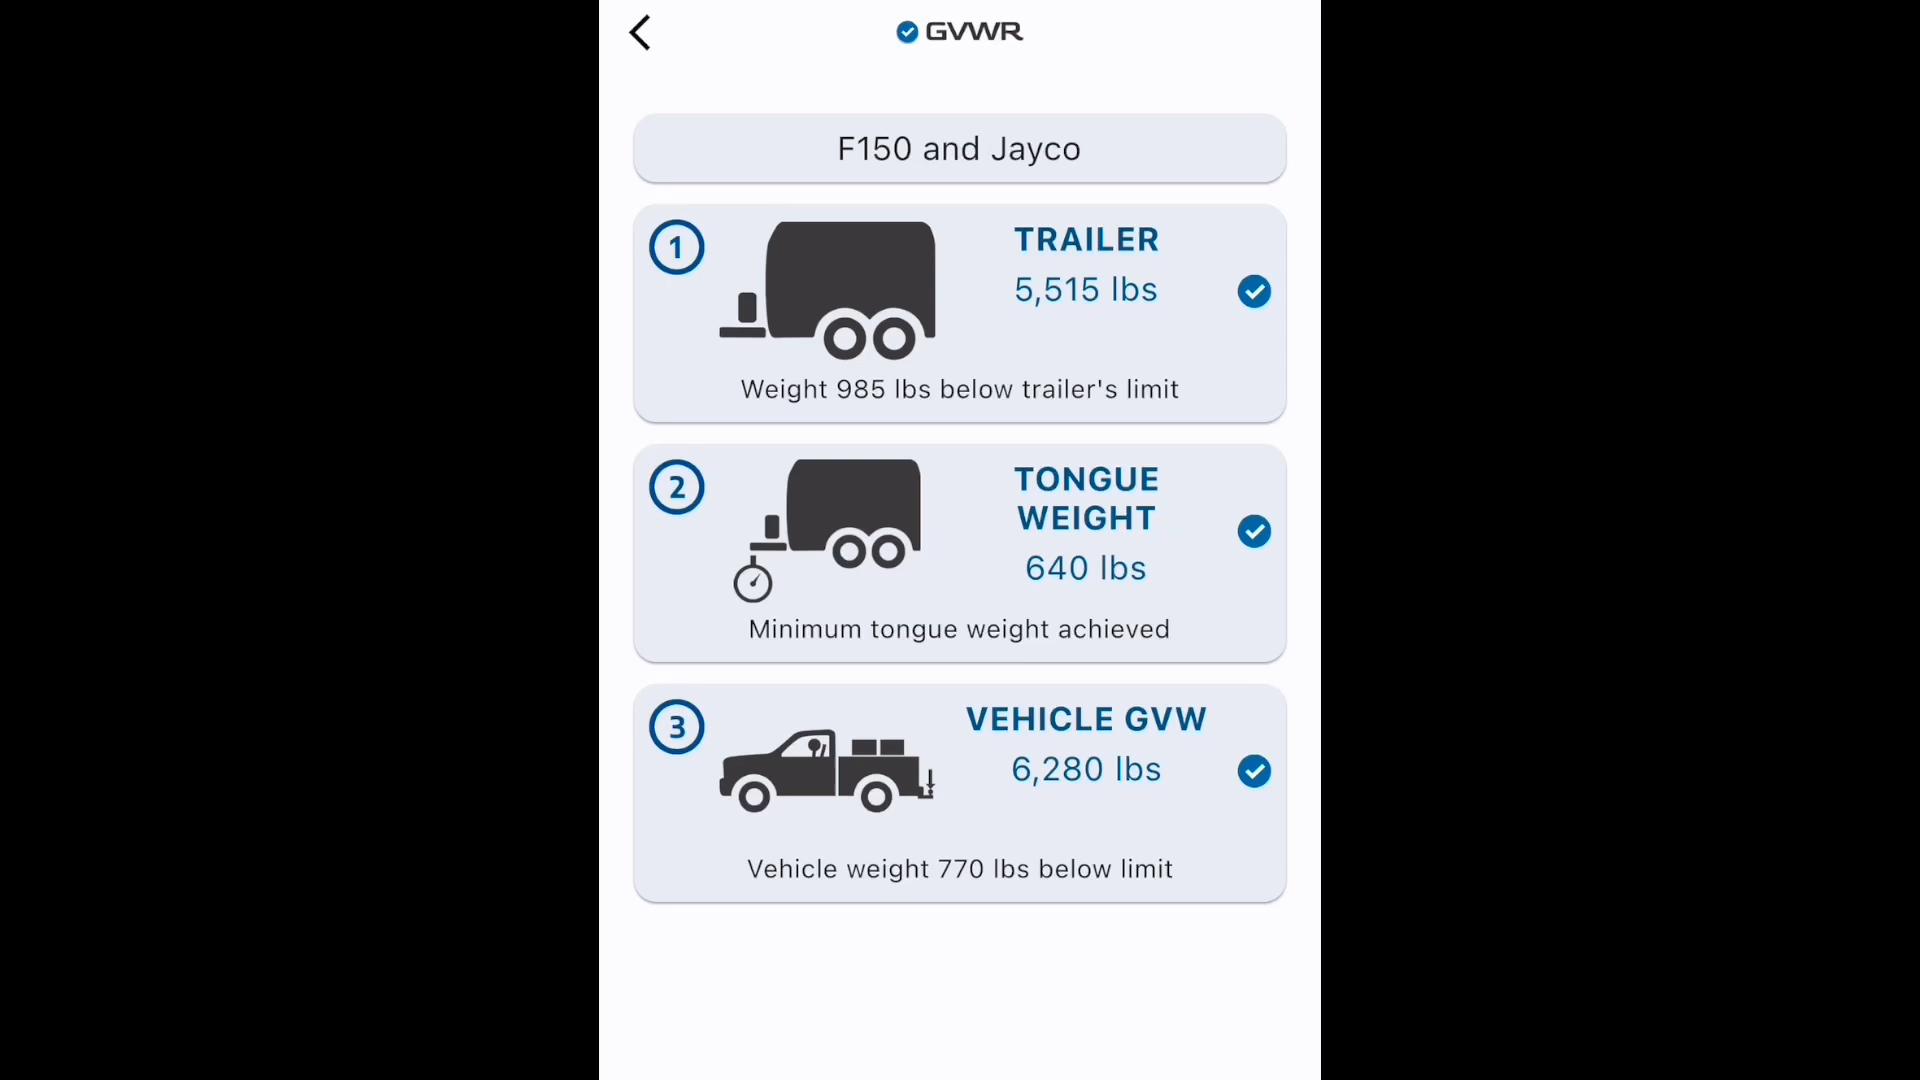 GVWR
F150 and Jayco
1
TRAILER
5,515 lbs
Weight 985 lbs below trailer's limit
2
TONGUE
WEIGHT
640 lbs
Minimum tongue weight achieved
3
VEHICLE GVW
6,280 lbs
Vehicle weight 770 lbs below limit